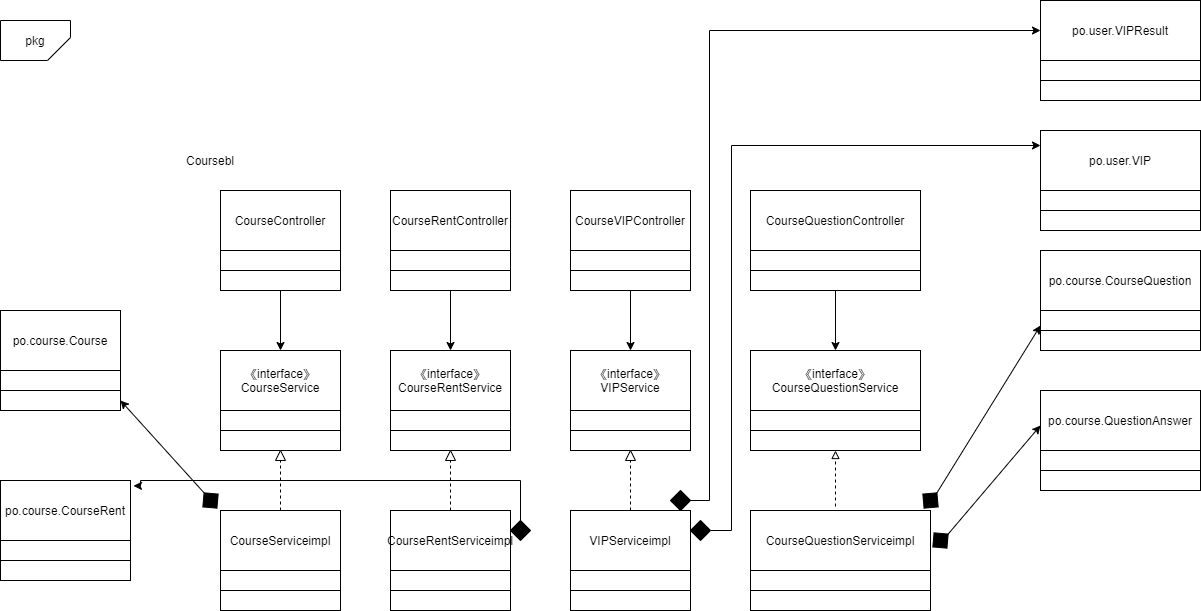 pkg
po.user.VIPResult
Coursebl
po.user.VIP
CourseController
CourseRentController
CourseVIPController
CourseQuestionController
po.course.CourseQuestion
po.course.Course
《interface》
CourseService
《interface》
CourseRentService
《interface》
VIPService
《interface》
CourseQuestionService
po.course.QuestionAnswer
po.course.CourseRent
CourseServiceimpl
CourseRentServiceimpl
VIPServiceimpl
CourseQuestionServiceimpl